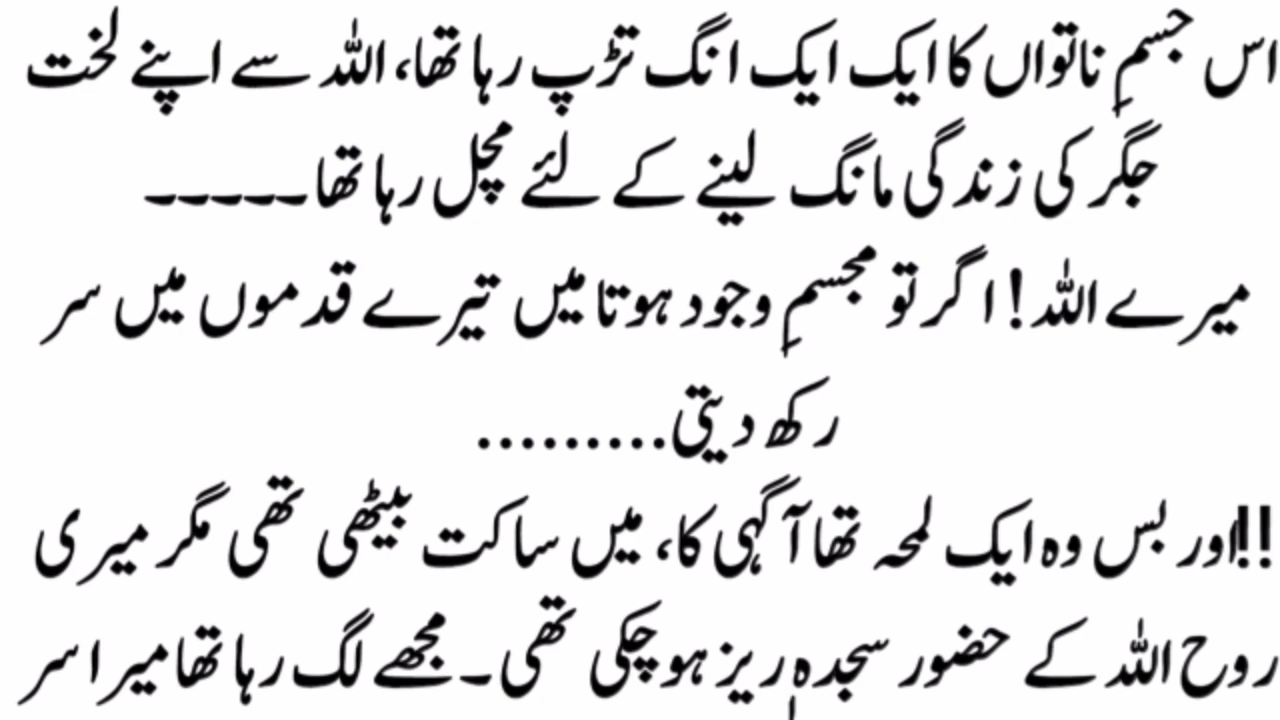 اس جسمِ ناتواں کا ایک ایک انگ تڑپ رہا تھا، اللہ سے اپنے لخت
جگر کی زندگی مانگ لینے کے لئے مچل رہا تھا۔۔۔۔۔
میرے اللہ! اگر تو مجسمِ وجود ہوتا میں تیرے قدموں میں سر
رکھ دیتی.........
!!اور بس وہ ایک لمحہ تھا آگہی کا، میں ساکت بیٹھی تھی مگر میری
روح اللہ کے حضور سجدہ ریز ہو چکی تھی۔ مجھے لگ رہا تھا میرا سر